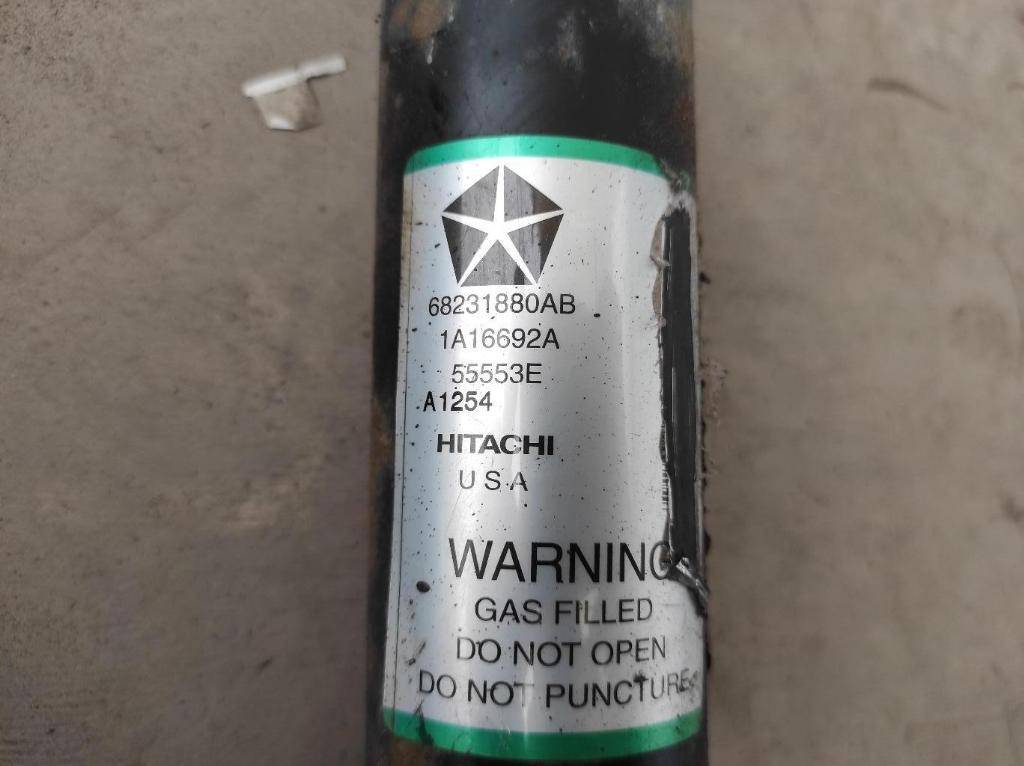 68231880AB
1A16692A
55553E
A1254
HITACHI
USA
WARNING
GAS FILLED
DO NOT OPEN
DO NOT PUNCTURE